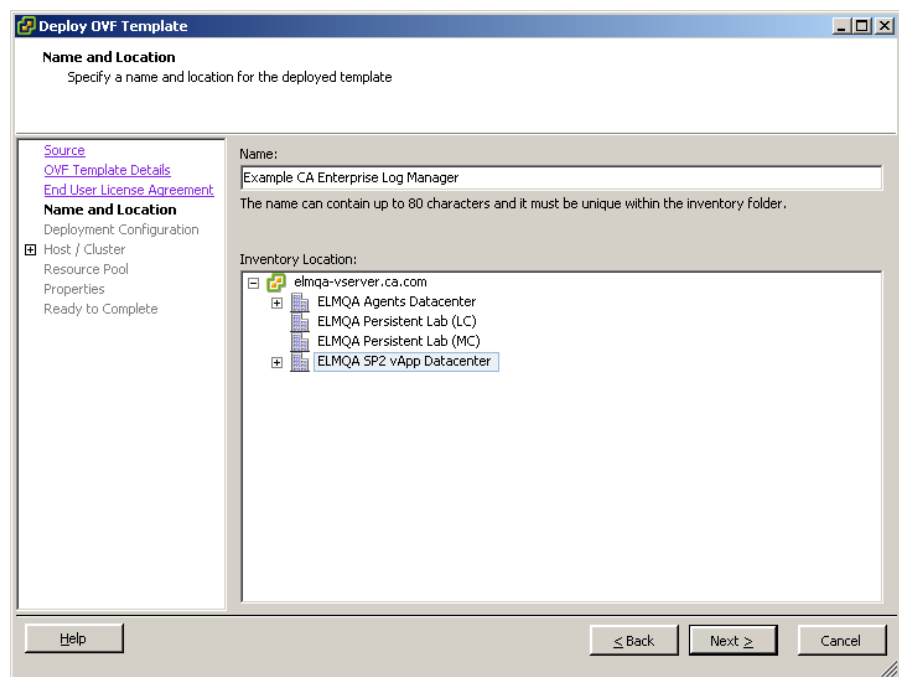 Deploy OVF Template
Name and Location
Specify a name and location for the deployed template
Source
OVF Template Details
End User License Agreement
Name and Location
Deployment Configuration
Host / Cluster
Resource Pool
Properties
Ready to Complete
Name:
Example CA Enterprise Log Manager
The name can contain up to 80 characters and it must be unique within the inventory folder.
Inventory Location:
elmqa-vserver.ca.com
ELMQA Agents Datacenter
ELMQA Persistent Lab (LC)
ELMQA Persistent Lab (MC)
ELMQA SP2 vApp Datacenter
Help
≤ Back
Next ≥
Cancel